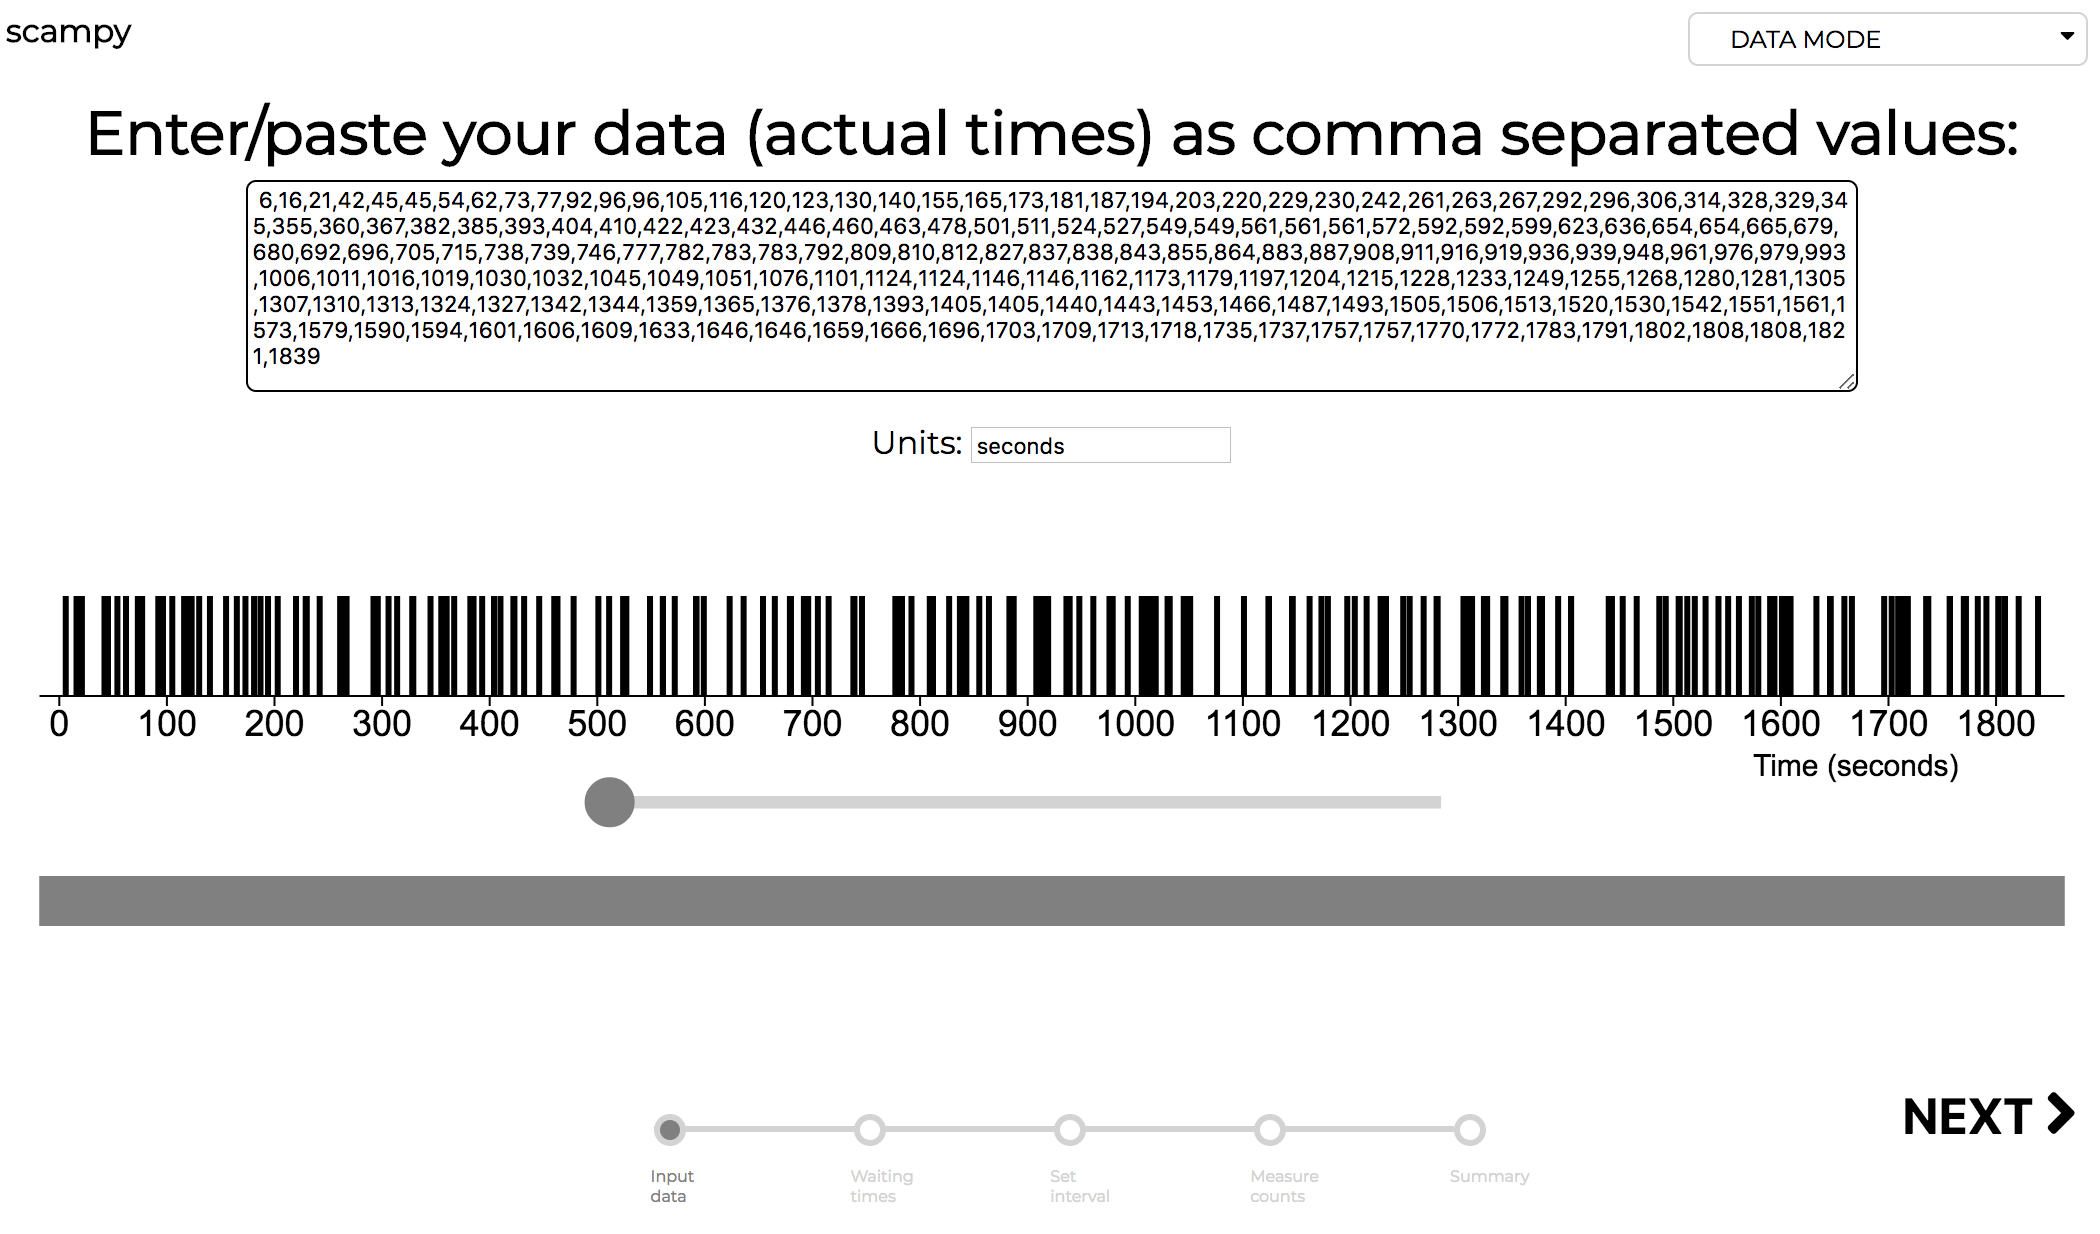 scampy
DATA MODE
Enter/paste your data (actual times) as comma separated values:
6,16,21,42,45,45,54,62,73,77,92,96,96,105,116,120,123,130,140,155,165,173,181,187,194,203,220,229,230,242,261,263,267,292,296,306,314,328,329,34
5,355,360,367,382,385,393,404,410,422,423,432,446,460,463,478,501,511,524,527,549,549,561,561,561,572,592,592,599,623,636,654,654,665,679,
680,692,696,705,715,738,739,746,777,782,783,783,792,809,810,812,827,837,838,843,855,864,883,887,908,911,916,919,936,939,948,961,976,979,993
,1006,1011,1016,1019,1030,1032,1045,1049,1051,1076,1101,1124,1124,1146,1146,1162,1173,1179,1197,1204,1215,1228,1233,1249,1255,1268,1280,1281,1305
,1307,1310,1313,1324,1327,1342,1344,1359,1365,1376,1378,1393,1405,1405,1440,1443,1453,1466,1487,1493,1505,1506,1513,1520,1530,1542,1551,1561,1
573,1579,1590,1594,1601,1606,1609,1633,1646,1646,1659,1666,1696,1703,1709,1713,1718,1735,1737,1757,1757,1770,1772,1783,1791,1802,1808,1808,182
1,1839
Units: seconds
0 100 200 300 400 500 600 700 800 900 1000 1100 1200 1300 1400 1500 1600 1700 1800
Time (seconds)
NEXT
Input Waiting Set Measure Summary
data times interval counts